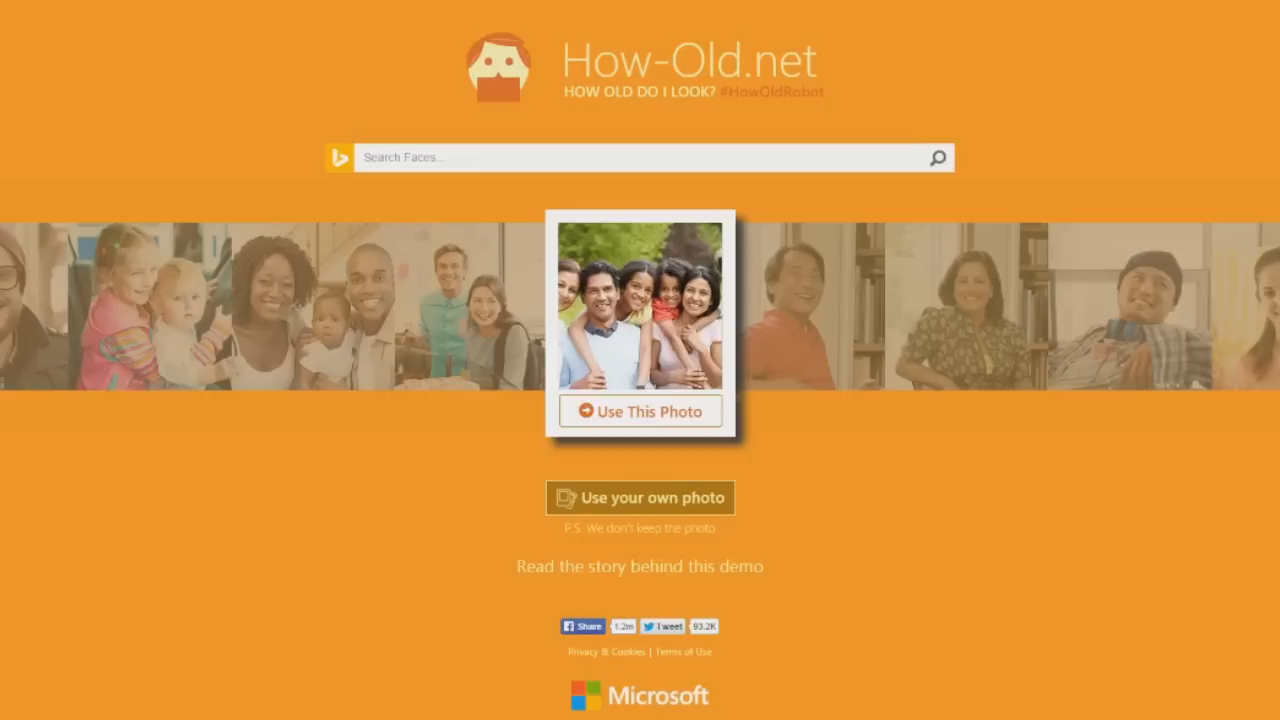 How-Old.net
HOW OLD DO I LOOK? #HowOldRobot
Search Faces...
Use This Photo
Use your own photo
P.S. We don't keep the photo
Read the story behind this demo
Share 1.2m Tweet 93.2K
Privacy & Cookies | Terms of Use
Microsoft